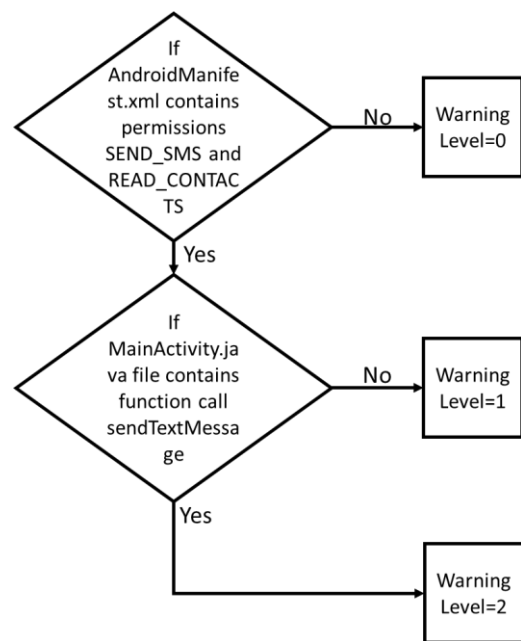 If
AndroidManife
st.xml contains
permissions
SEND_SMS and
READ_CONTAC
TS
No
Warning
Level=0
Yes
If
MainActivity.ja
va file contains
function call
sendTextMessa
ge
No
Warning
Level=1
Yes
Warning
Level=2